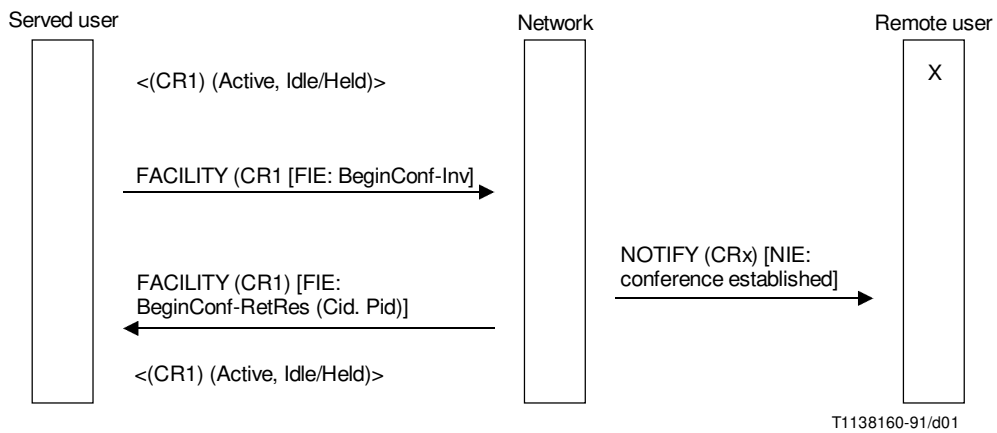 Served user
Network
Remote user
X
<(CR1) (Active, Idle/Held)>
FACILITY (CR1 [FIE: BeginConf-Inv]
NOTIFY (CRx) [NIE:
conference established]
FACILITY (CR1) [FIE:
BeginConf-RetRes (Cid. Pid)]
<(CR1) (Active, Idle/Held)>
T1138160-91/d01